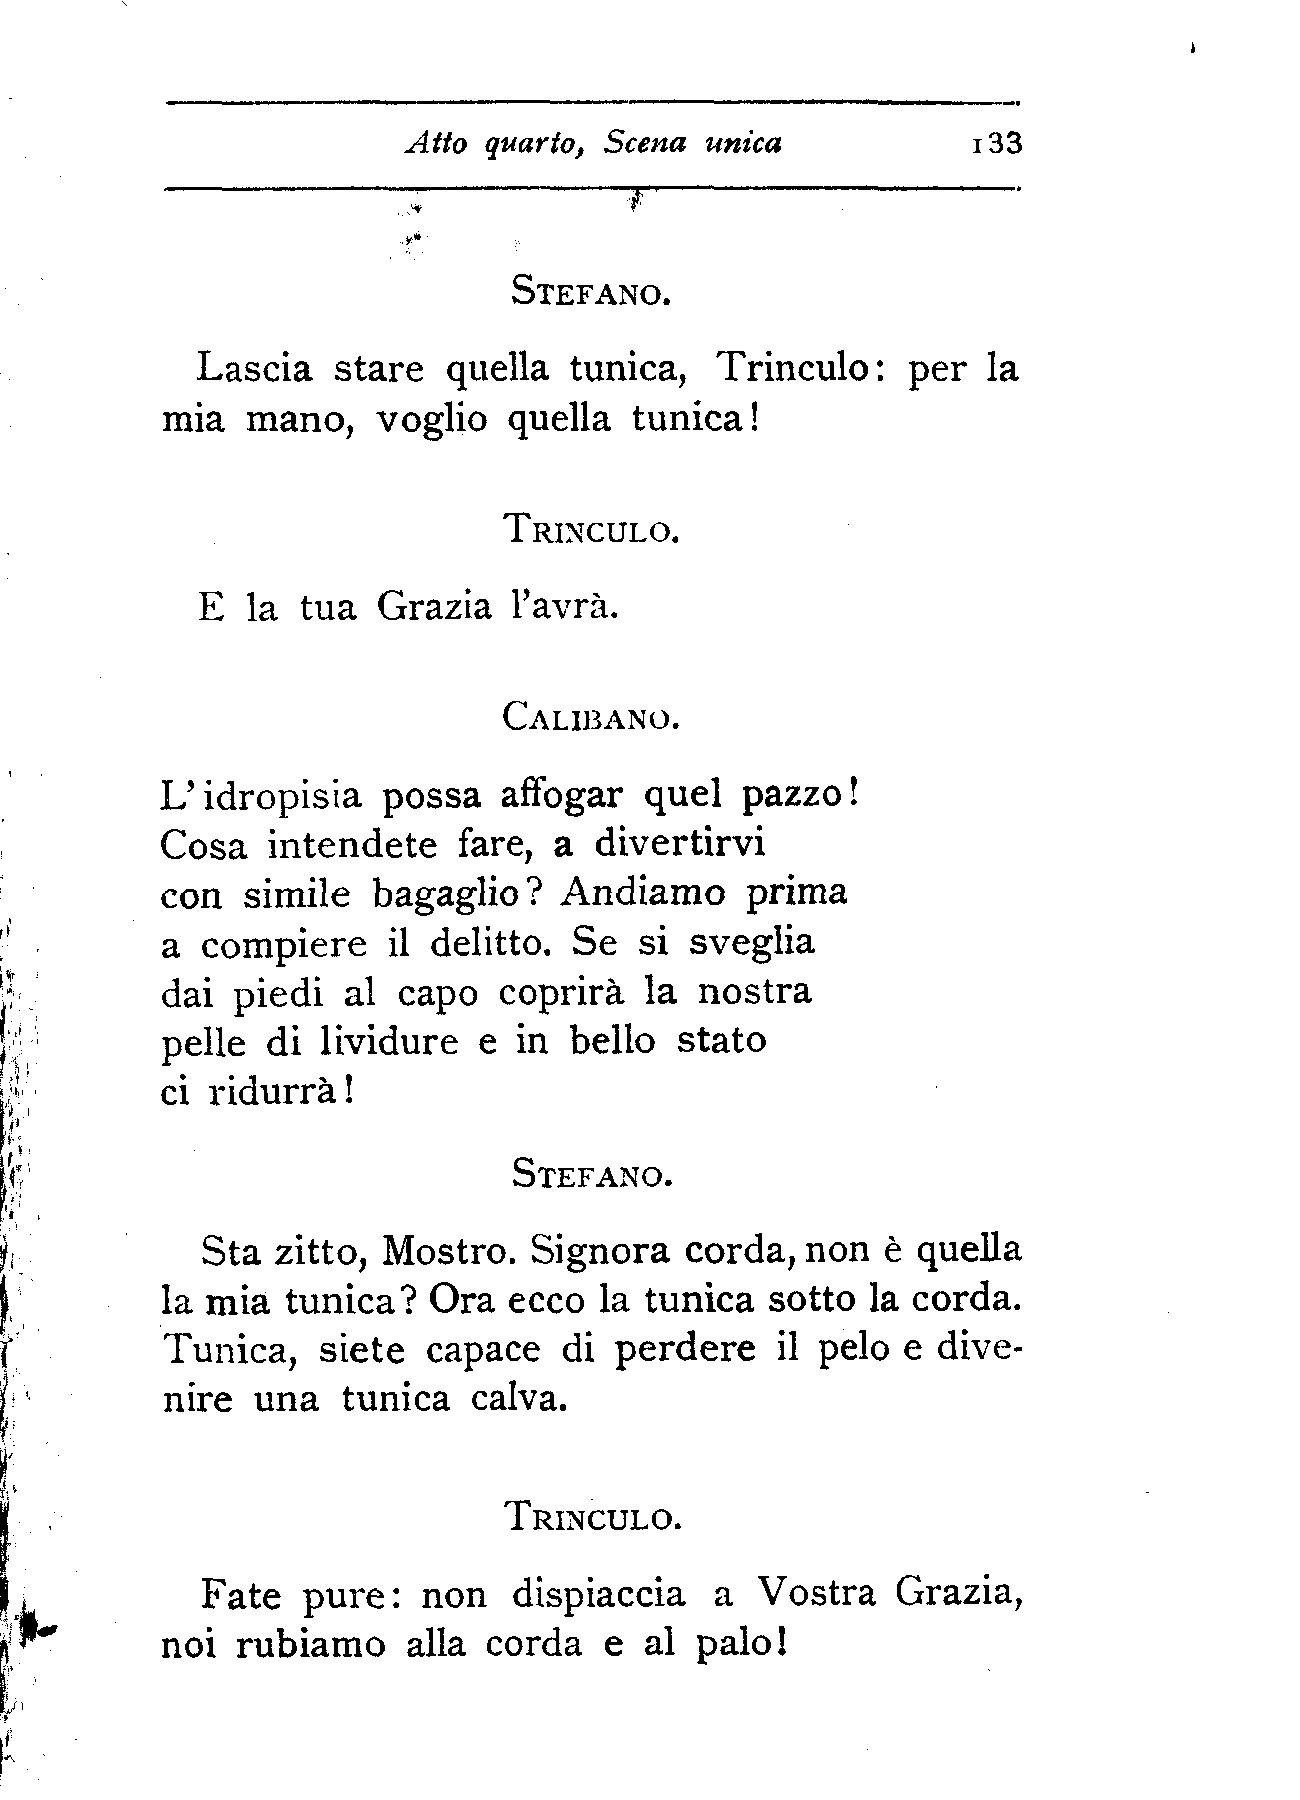 Atto quarto, Scena unica 133
STEFANO.
Lascia stare quella tunica, Trinculo: per la
mia mano, voglio quella tunica!
TRINCULO.
E la tua Grazia l'avrà.
CALIBANO.
L'idropisia possa affogar quel pazzo!
Cosa intendete fare, a divertirvi
con simile bagaglio? Andiamo prima
a compiere il delitto. Se si sveglia
dai piedi al capo coprirà la nostra
pelle di lividure e in bello stato
ci ridurrà!
STEFANO.
Sta zitto, Mostro. Signora corda, non è quella
la mia tunica? Ora ecco la tunica sotto la corda.
Tunica, siete capace di perdere il pelo e dive-
nire una tunica calva.
TRINCULO.
Fate pure: non dispiaccia a Vostra Grazia,
noi rubiamo alla corda e al palo!